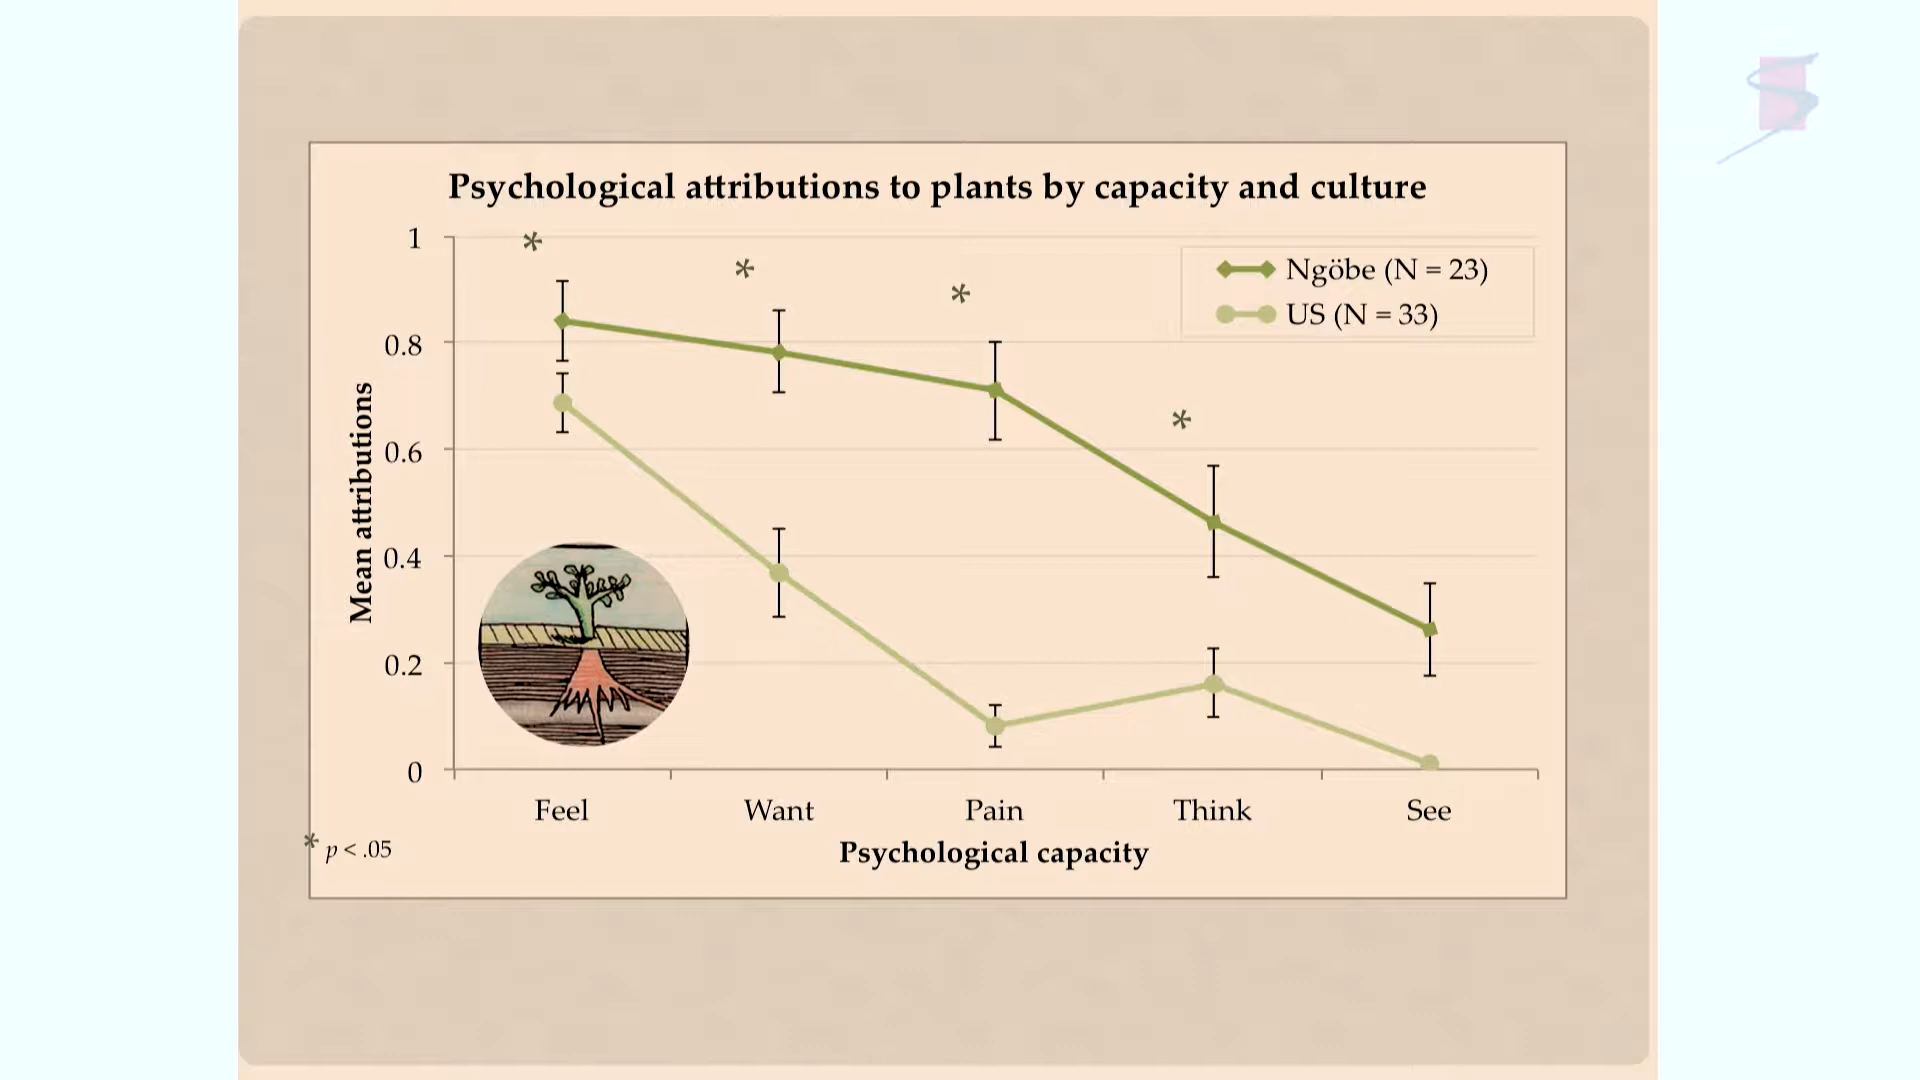 Psychological attributions to plants by capacity and culture
*
*
*
*
Ngöbe (N = 23)
US (N = 33)
Mean attributions
1
0.8
0.6
0.4
0.2
0
Feel Want Pain Think See
Psychological capacity
* p < .05